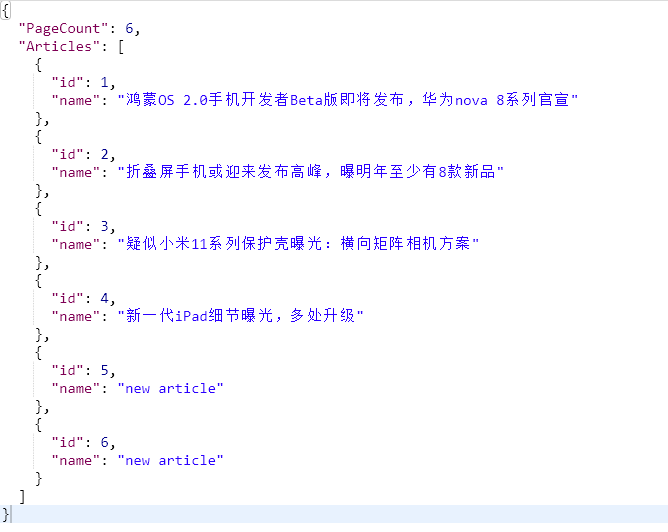 {
  "PageCount": 6,
  "Articles": [
    {
      "id": 1,
      "name": "鸿蒙OS 2.0手机开发者Beta版即将发布，华为nova 8系列官宣"
    },
    {
      "id": 2,
      "name": "折叠屏手机或迎来发布高峰，曝明年至少有8款新品"
    },
    {
      "id": 3,
      "name": "疑似小米11系列保护壳曝光：横向矩阵相机方案"
    },
    {
      "id": 4,
      "name": "新一代iPad细节曝光，多处升级"
    },
    {
      "id": 5,
      "name": "new article"
    },
    {
      "id": 6,
      "name": "new article"
    }
  ]
}